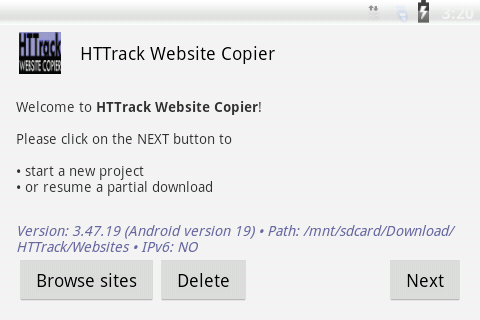 3:20
HTTrack
WEBSITE COPIER
HTTrack Website Copier
Welcome to HTTrack Website Copier!
Please click on the NEXT button to
• start a new project
• or resume a partial download
Version: 3.47.19 (Android version 19) • Path: /mnt/sdcard/Download/
HTTrack/Websites • IPv6: NO
Browse sites
Delete
Next